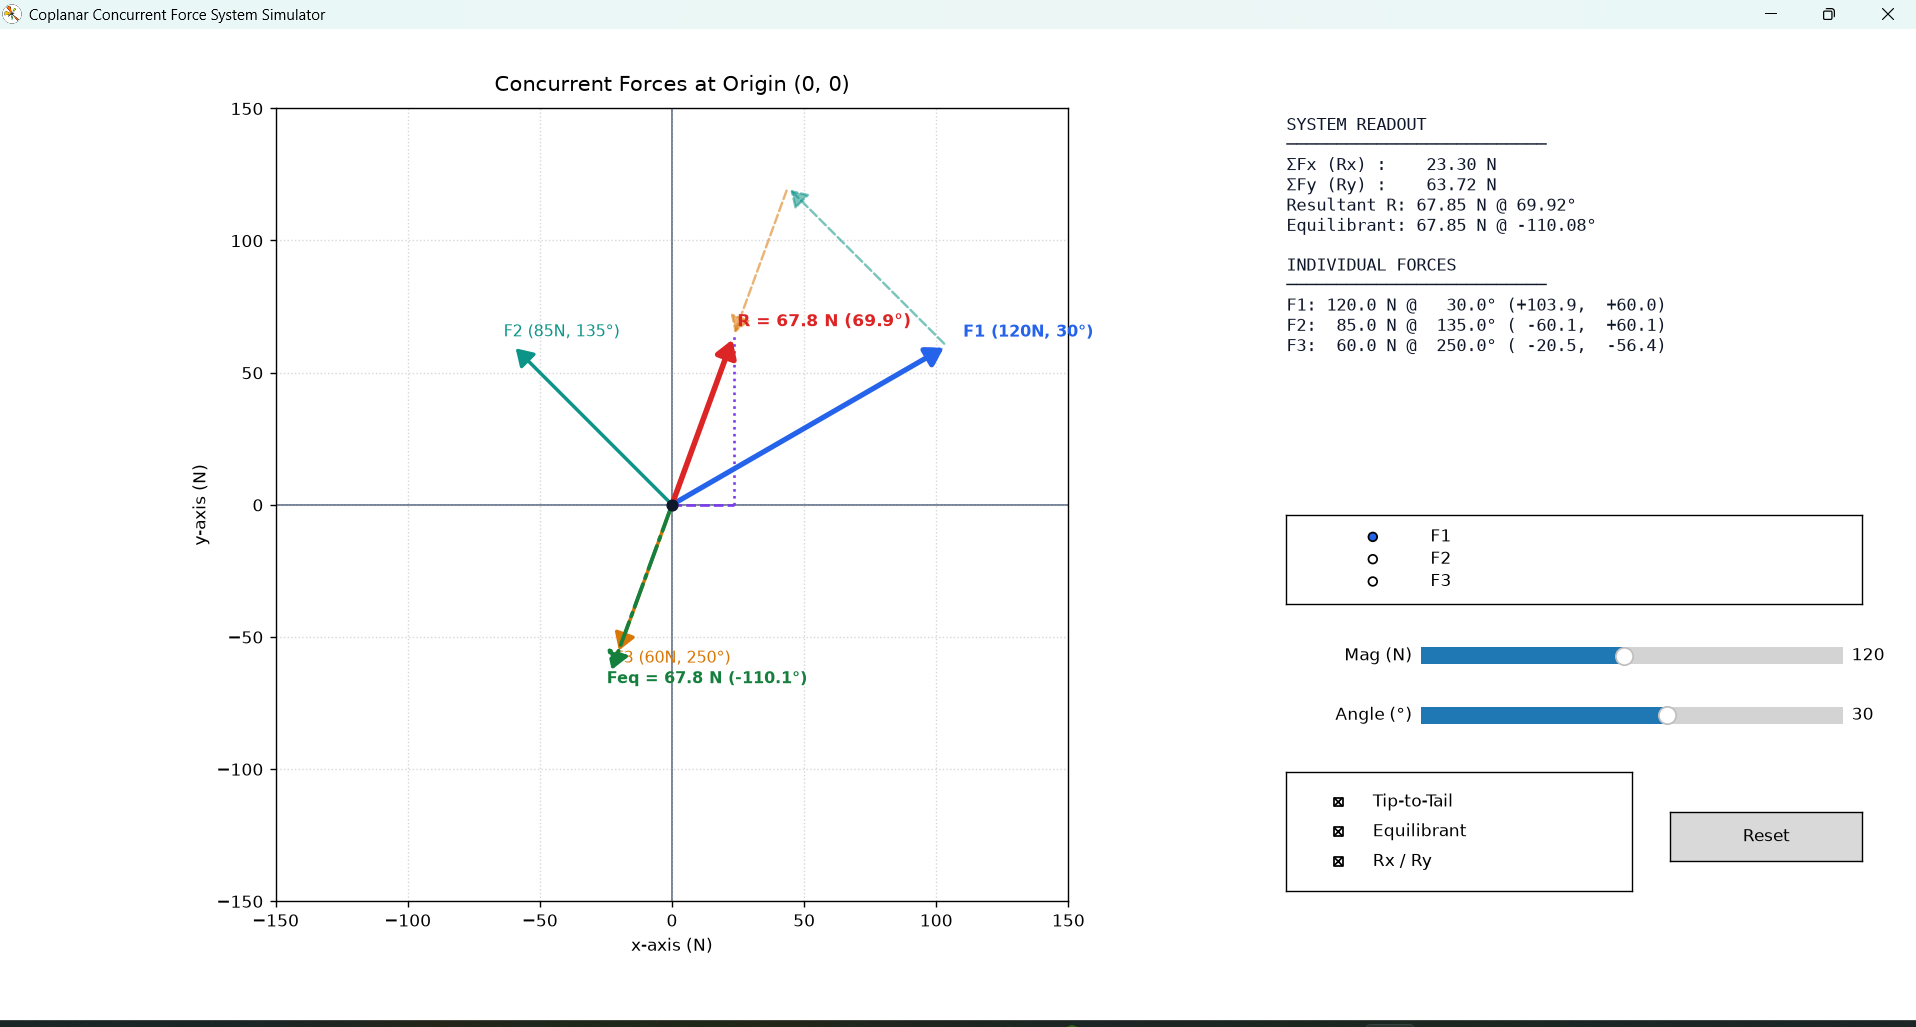 Coplanar Concurrent Force System Simulator
Concurrent Forces at Origin (0, 0)
150
100
50
0
−50
−100
−150
y-axis (N)
−150
−100
−50
0
50
100
150
x-axis (N)
F2 (85N, 135°)
R = 67.8 N (69.9°)
F1 (120N, 30°)
3 (60N, 250°)
Feq = 67.8 N (-110.1°)
SYSTEM READOUT
ΣFx (Rx) :    23.30 N
ΣFy (Ry) :    63.72 N
Resultant R: 67.85 N @ 69.92°
Equilibrant: 67.85 N @ -110.08°
INDIVIDUAL FORCES
F1: 120.0 N @   30.0° (+103.9,  +60.0)
F2:  85.0 N @  135.0° ( -60.1,  +60.1)
F3:  60.0 N @  250.0° ( -20.5,  -56.4)
F1
F2
F3
Mag (N) 120
Angle (°) 30
Tip-to-Tail
Equilibrant
Rx / Ry
Reset